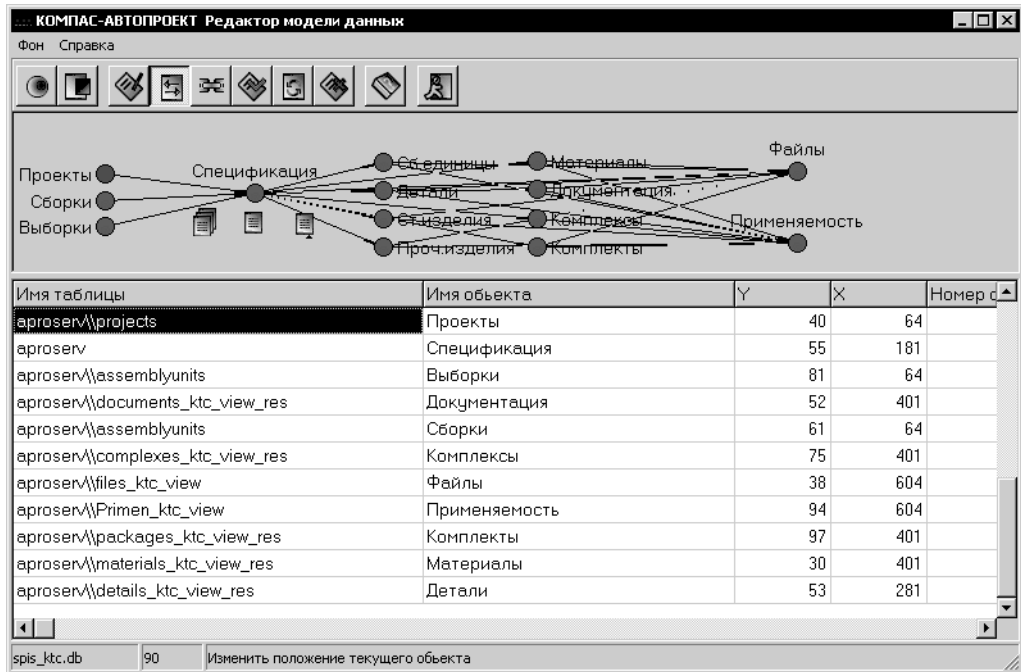 КОМПАС-АВТОПРОЕКТ Редактор модели данных
Фон Справка
Проекты
Сборки
Выборки
Спецификация
Сб.единицы
Детали
Ст.изделия
Проч.изделия
Материалы
Документация
Комплексы
Комплекты
Файлы
Применяемость
Имя таблицы Имя обьекта Y X Номер
aproserv\\projects Проекты 40 64
aproserv Спецификация 55 181
aproserv\\assemblyunits Выборки 81 64
aproserv\\documents_ktc_view_res Документация 52 401
aproserv\\assemblyunits Сборки 61 64
aproserv\\complexes_ktc_view_res Комплексы 75 401
aproserv\\files_ktc_view Файлы 38 604
aproserv\\Primen_ktc_view Применяемость 94 604
aproserv\\packages_ktc_view_res Комплекты 97 401
aproserv\\materials_ktc_view_res Материалы 30 401
aproserv\\details_ktc_view_res Детали 53 281
spis_ktc.db 90 Изменить положение текущего обьекта